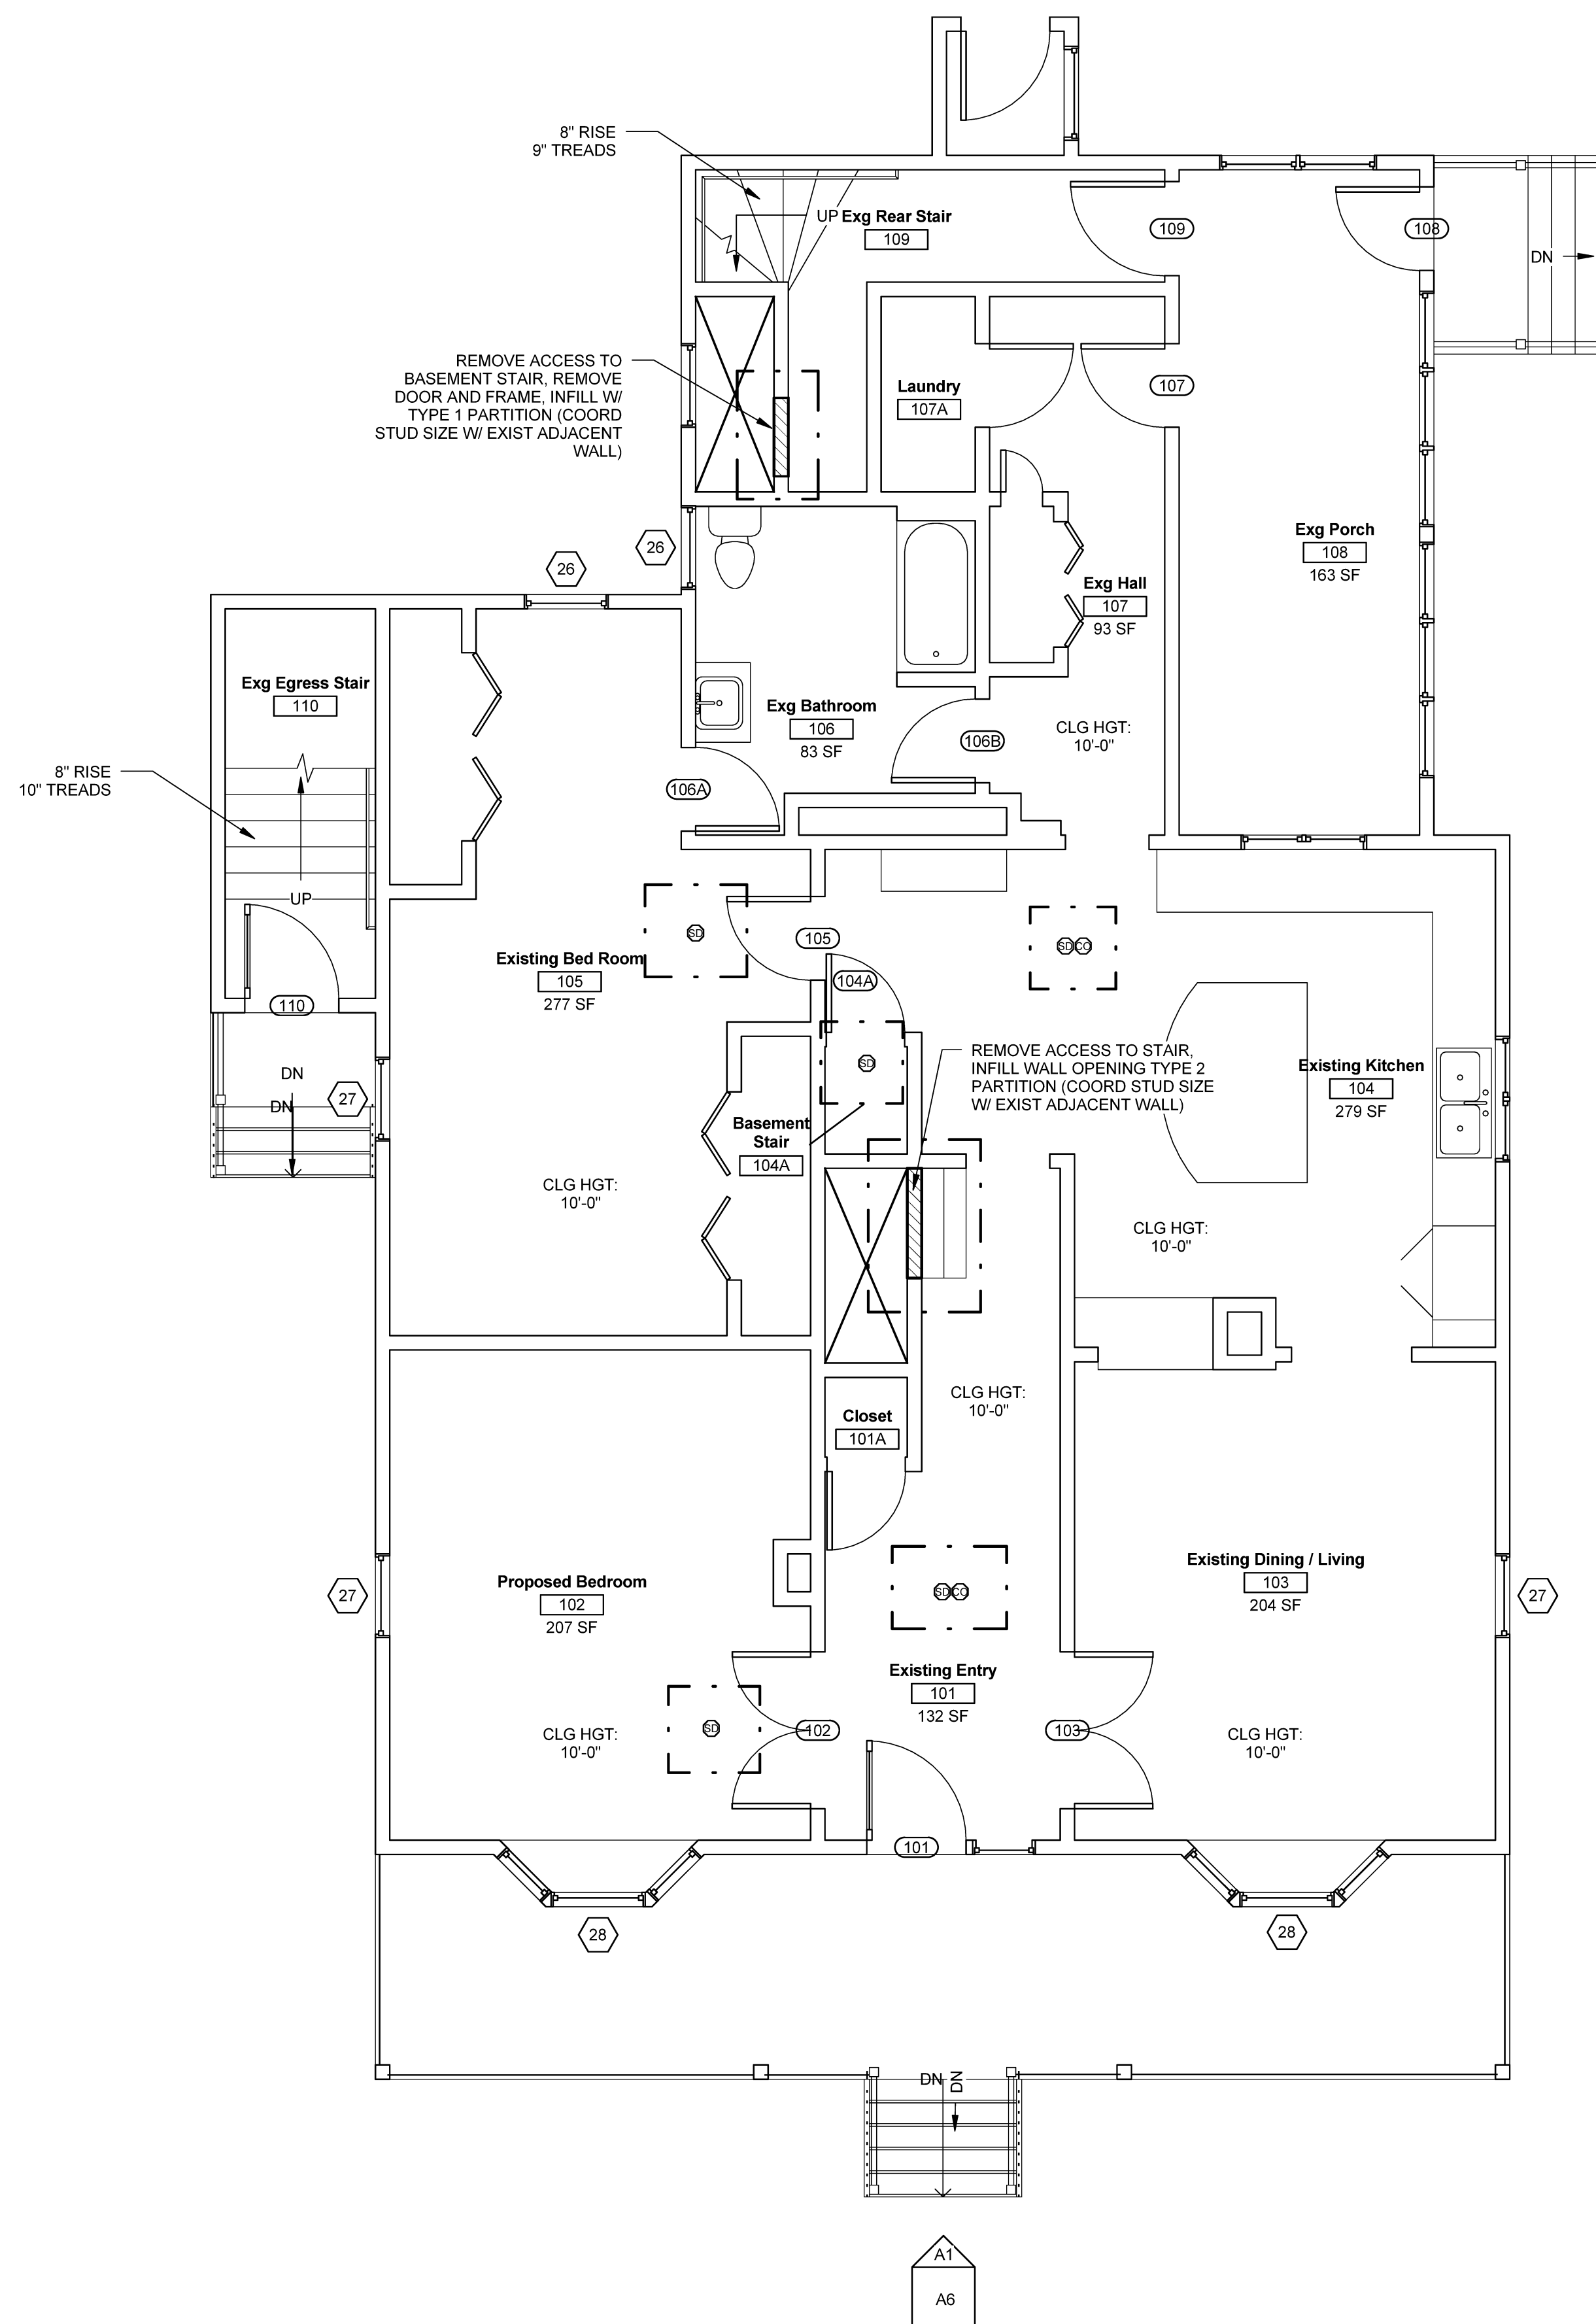 8" RISE
9" TREADS
UP
Exg Rear Stair
109
109
108
DN
REMOVE ACCESS TO
BASEMENT STAIR, REMOVE
DOOR AND FRAME, INFILL W/
TYPE 1 PARTITION (COORD
STUD SIZE W/ EXIST ADJACENT
WALL)
Laundry
107A
107
Exg Porch
108
163 SF
26
26
Exg Hall
107
93 SF
Exg Egress Stair
110
Exg Bathroom
106
83 SF
106B
CLG HGT:
10'-0"
8" RISE
10" TREADS
106A
UP
105
SD
SD CO
Existing Bed Room
105
277 SF
104A
110
REMOVE ACCESS TO STAIR,
INFILL WALL OPENING TYPE 2
PARTITION (COORD STUD SIZE
W/ EXIST ADJACENT WALL)
SD
Existing Kitchen
104
279 SF
DN
DN
27
Basement
Stair
104A
CLG HGT:
10'-0"
CLG HGT:
10'-0"
CLG HGT:
10'-0"
Closet
101A
Proposed Bedroom
102
207 SF
27
SD CO
Existing Dining / Living
103
204 SF
27
Existing Entry
101
132 SF
CLG HGT:
10'-0"
SD
102
103
CLG HGT:
10'-0"
101
28
28
DN
DN
A1
A6